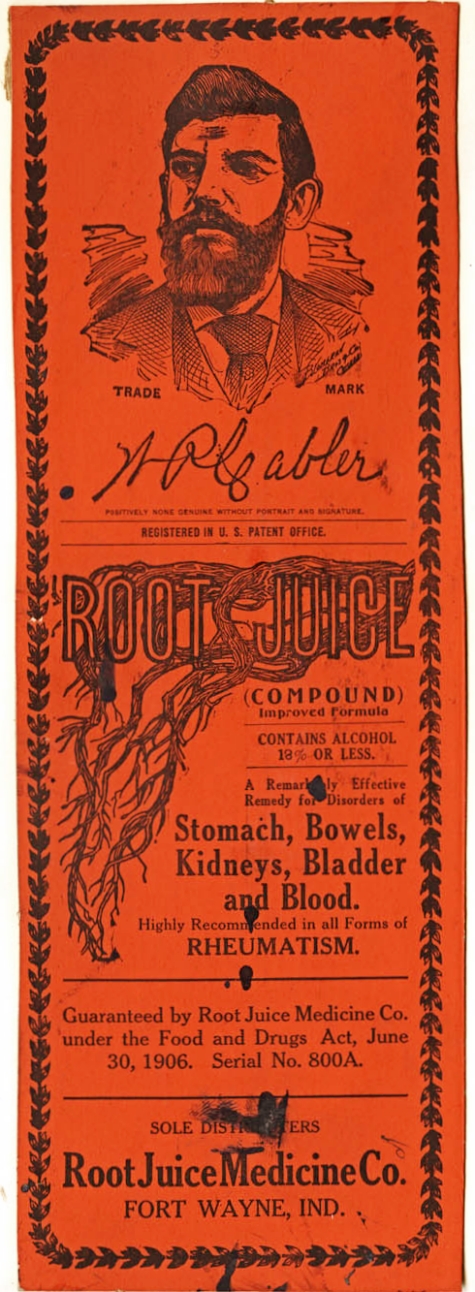 TRADE MARK
W P Cabler
POSITIVELY NONE GENUINE WITHOUT PORTRAIT AND SIGNATURE.
REGISTERED IN U. S. PATENT OFFICE.
ROOT JUICE
(COMPOUND)
Improved Formula
CONTAINS ALCOHOL
18% OR LESS.
A Remarkably Effective
Remedy for Disorders of
Stomach, Bowels,
Kidneys, Bladder
and Blood.
Highly Recommended in all Forms of
RHEUMATISM.
Guaranteed by Root Juice Medicine Co.
under the Food and Drugs Act, June
30, 1906. Serial No. 800A.
SOLE DISTRIBUTERS
Root Juice Medicine Co.
FORT WAYNE, IND.